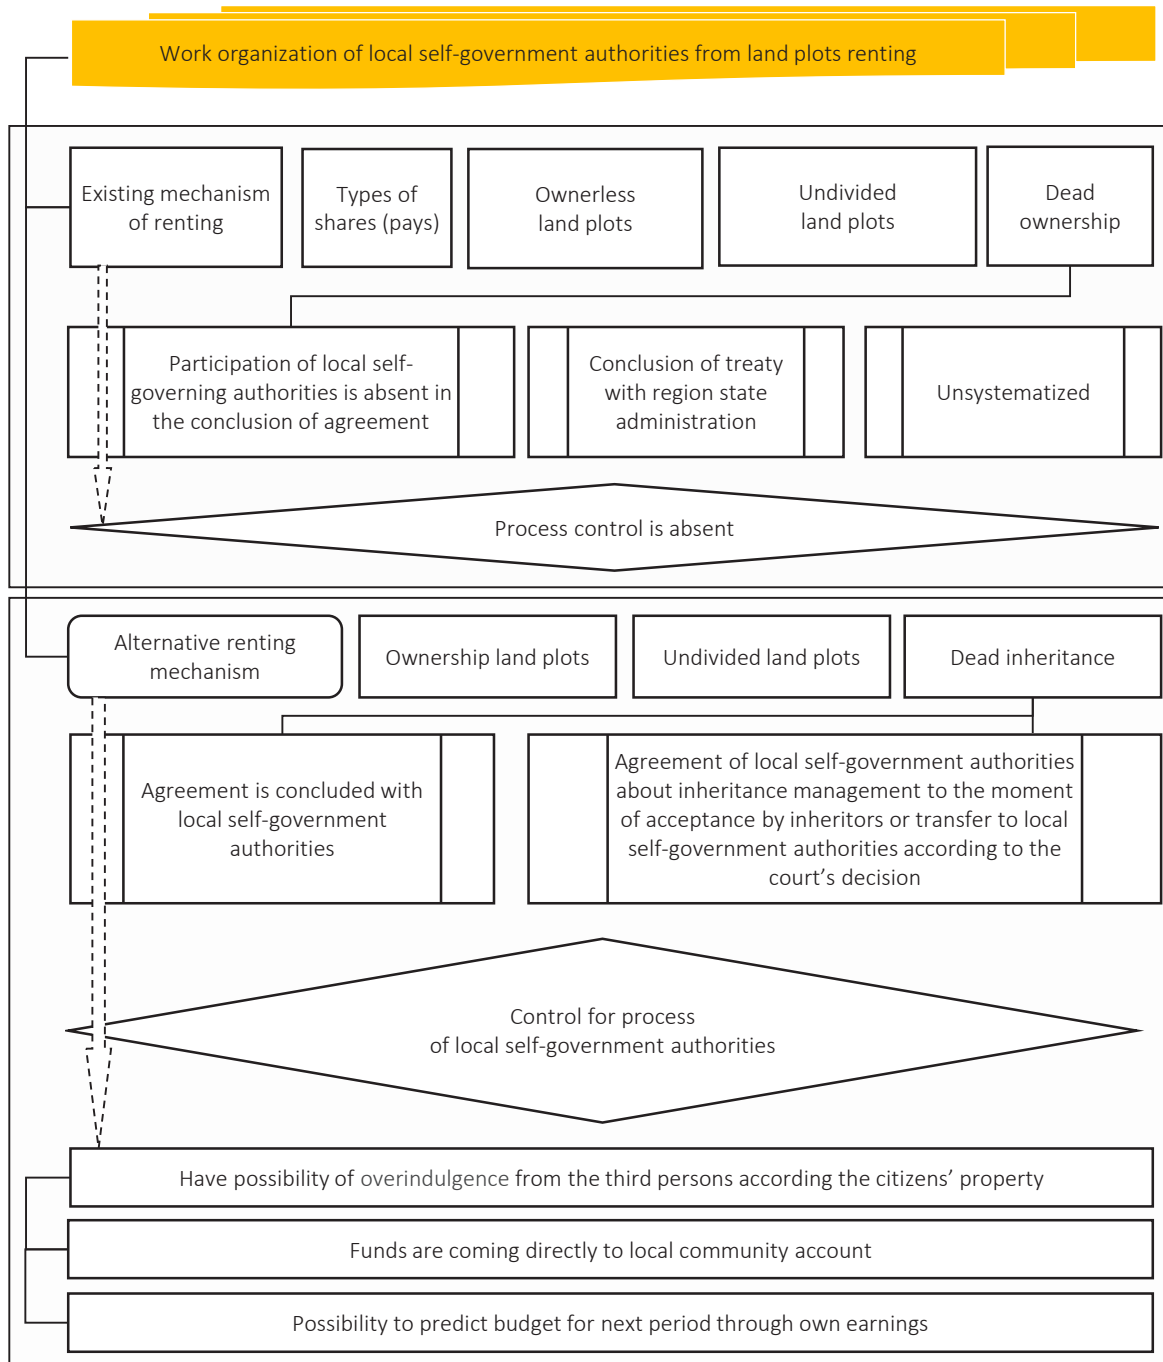 Work organization of local self-government authorities from land plots renting
Existing mechanism
of renting
Types of
shares (pays)
Ownerless
land plots
Undivided
land plots
Dead
ownership
Participation of local self-
governing authorities is absent in
the conclusion of agreement
Conclusion of treaty
with region state
administration
Unsystematized
Process control is absent
Alternative renting
mechanism
Ownership land plots
Undivided land plots
Dead inheritance
Agreement is concluded with
local self-government
authorities
Agreement of local self-government authorities
about inheritance management to the moment
of acceptance by inheritors or transfer to local
self-government authorities according to the
court’s decision
Control for process
of local self-government authorities
Have possibility of overindulgence from the third persons according the citizens’ property
Funds are coming directly to local community account
Possibility to predict budget for next period through own earnings